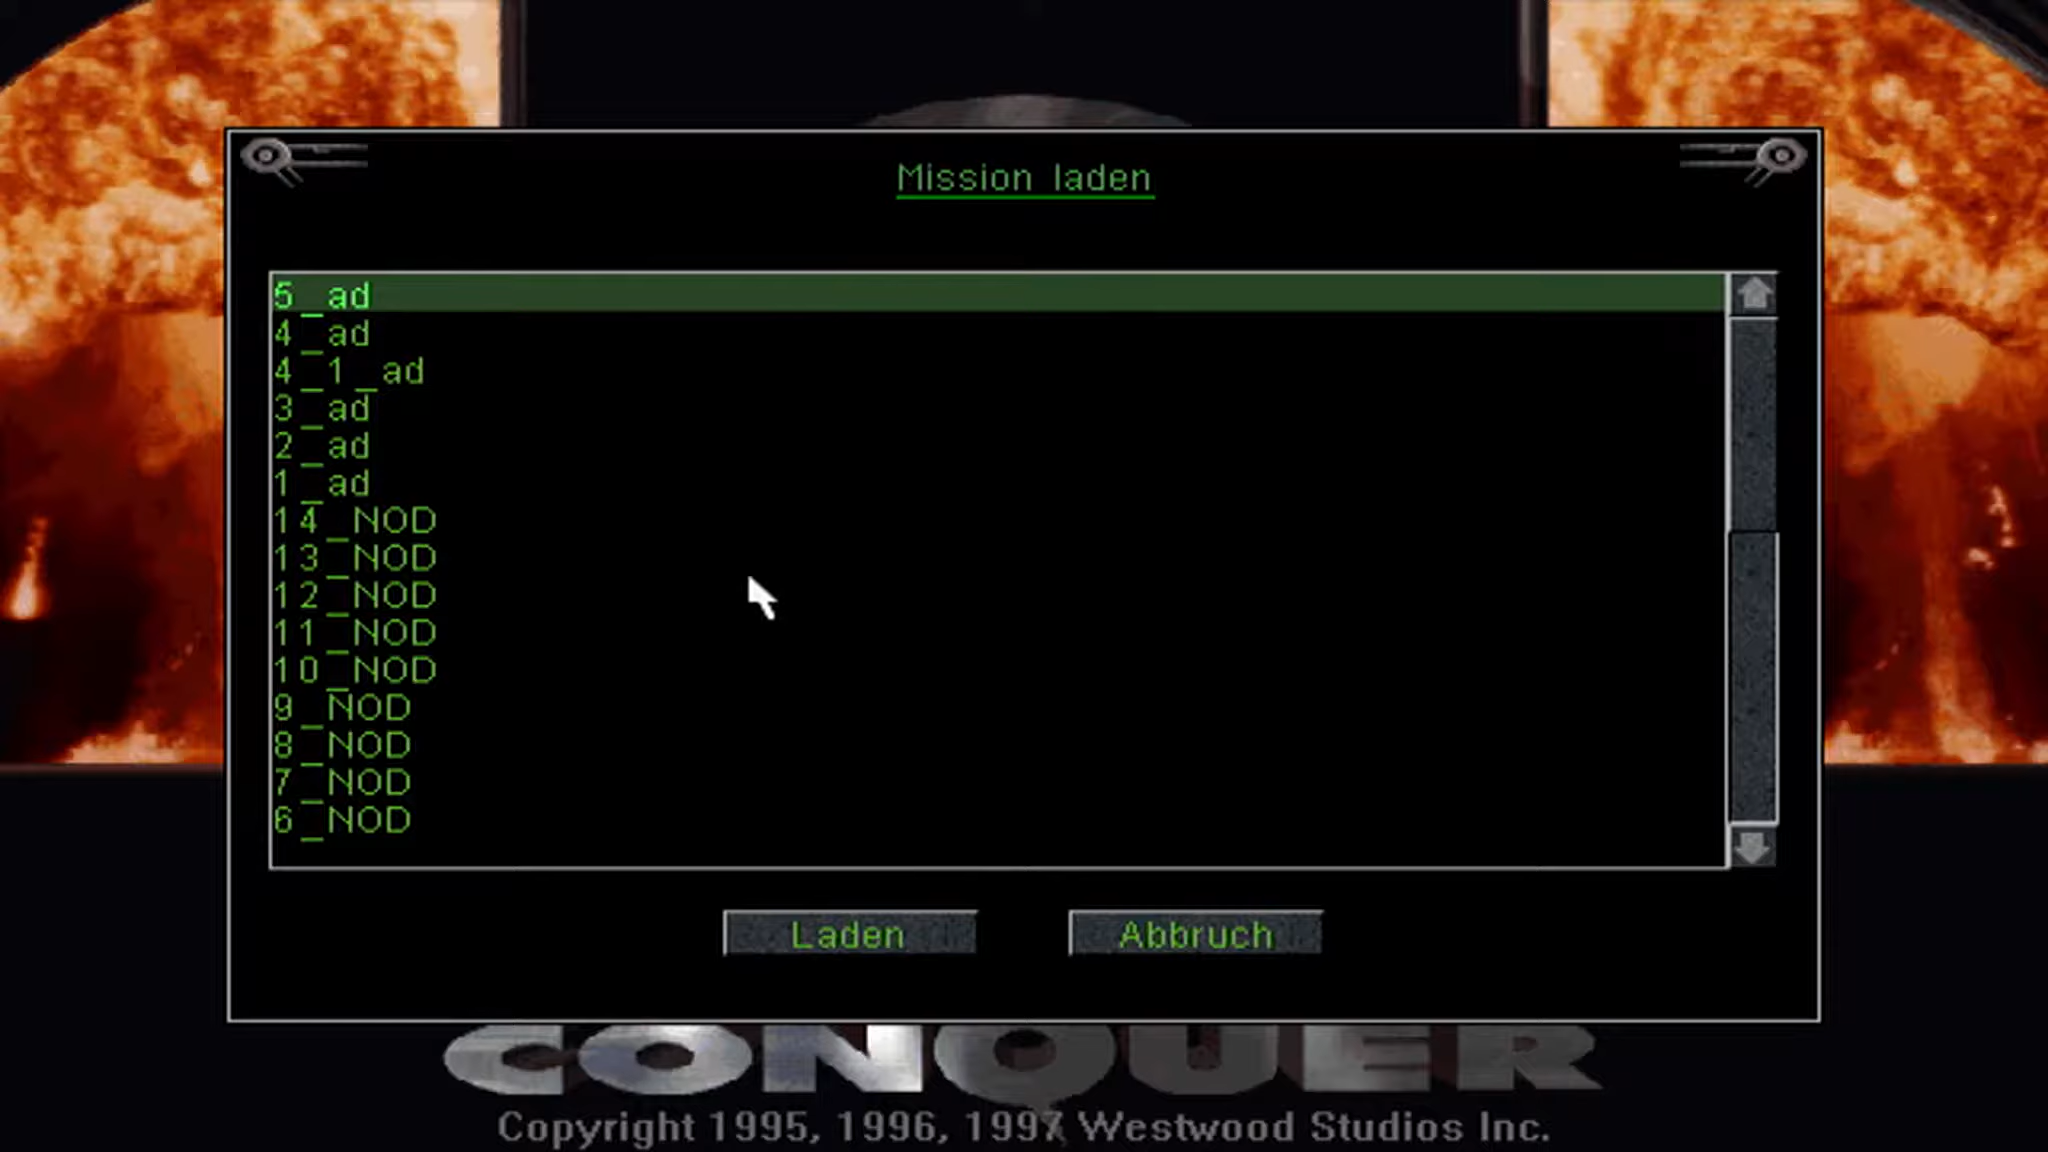 Mission laden
5_ad
4_ad
4_1_ad
3_ad
2_ad
1_ad
14_NOD
13_NOD
12_NOD
11_NOD
10_NOD
9_NOD
8_NOD
7_NOD
6_NOD
Laden
Abbruch
CONQUER
Copyright 1995, 1996, 1997 Westwood Studios Inc.